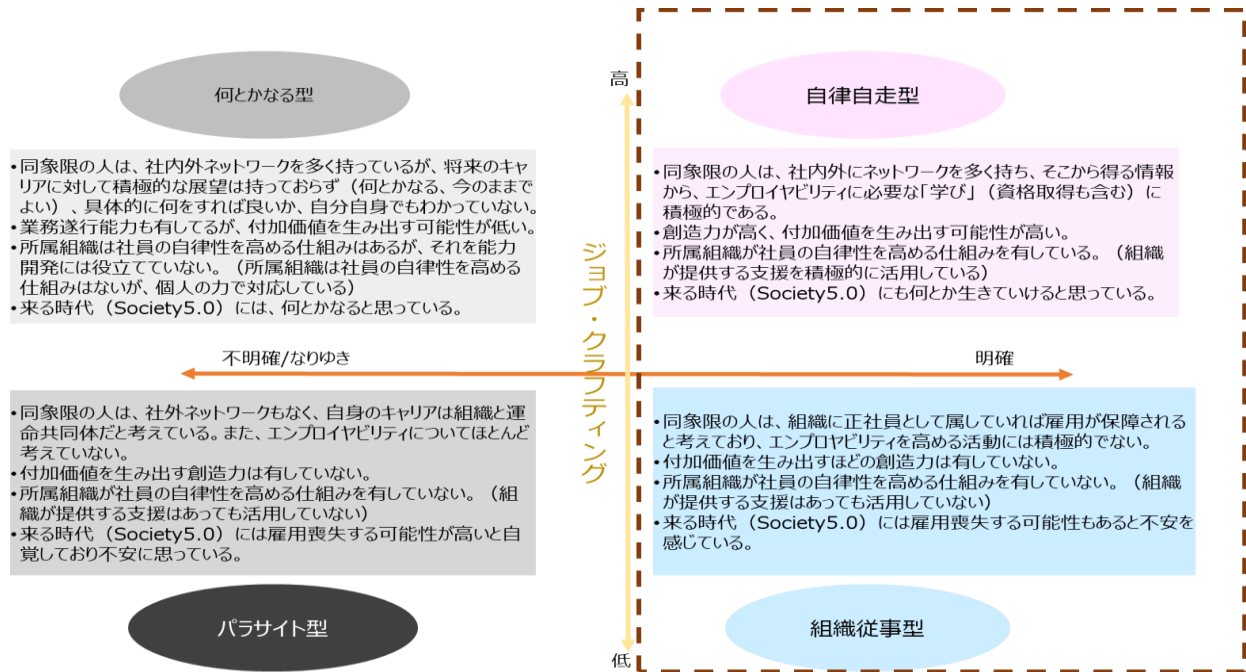 何とかなる型
高
自律自走型
•同象限の人は、社内外ネットワークを多く持っているが、将来のキャ
リアに対して積極的な展望は持っておらず（何とかなる、今のままで
よい）、具体的に何をすれば良いか、自分自身でもわかっていない。
•業務遂行能力も有してるが、付加価値を生み出す可能性が低い。
•所属組織は社員の自律性を高める仕組みはあるが、それを能力
開発には役立てていない。（所属組織は社員の自律性を高める
仕組みはないが、個人の力で対応している）
•来る時代（Society5.0）には、何とかなると思っている。
•同象限の人は、社内外にネットワークを多く持ち、そこから得る情報
から、エンプロイヤビリティに必要な「学び」（資格取得も含む）に
積極的である。
•創造力が高く、付加価値を生み出す可能性が高い。
•所属組織が社員の自律性を高める仕組みを有している。（組織
が提供する支援を積極的に活用している）
•来る時代（Society5.0）にも何とか生きていけると思っている。
ジョブ・クラフティング
不明確/なりゆき
明確
•同象限の人は、社外ネットワークもなく、自身のキャリアは組織と運
命共同体だと考えている。また、エンプロイヤビリティについてほとんど
考えていない。
•付加価値を生み出す創造力は有していない。
•所属組織が社員の自律性を高める仕組みを有していない。（組
織が提供する支援はあっても活用していない）
•来る時代（Society5.0）には雇用喪失する可能性が高いと自
覚しており不安に思っている。
•同象限の人は、組織に正社員として属していれば雇用が保障される
と考えており、エンプロヤビリティを高める活動には積極的でない。
•付加価値を生み出すほどの創造力は有していない。
•所属組織が社員の自律性を高める仕組みを有していない。（組織
が提供する支援はあっても活用していない）
•来る時代（Society5.0）には雇用喪失する可能性もあると不安を
感じている。
パラサイト型
組織従事型
低